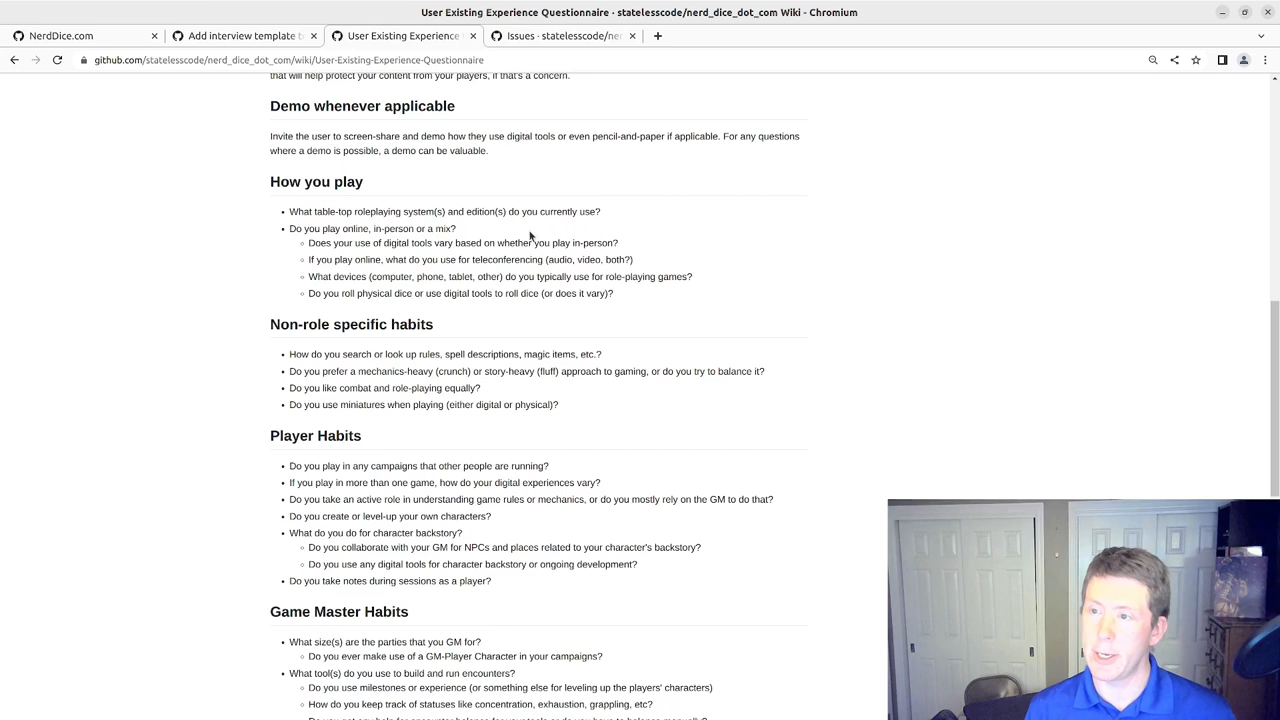 User Existing Experience Questionnaire · statelesscode/nerd_dice_dot_com Wiki - Chromium
NerdDice.com
Add interview template t
User Existing Experience
Issues · statelesscode/ner
github.com/statelesscode/nerd_dice_dot_com/wiki/User-Existing-Experience-Questionnaire
that will help protect your content from your players, if that's a concern.
Demo whenever applicable
Invite the user to screen-share and demo how they use digital tools or even pencil-and-paper if applicable. For any questions
where a demo is possible, a demo can be valuable.
How you play
What table-top roleplaying system(s) and edition(s) do you currently use?
Do you play online, in-person or a mix?
Does your use of digital tools vary based on whether you play in-person?
If you play online, what do you use for teleconferencing (audio, video, both?)
What devices (computer, phone, tablet, other) do you typically use for role-playing games?
Do you roll physical dice or use digital tools to roll dice (or does it vary)?
Non-role specific habits
How do you search or look up rules, spell descriptions, magic items, etc.?
Do you prefer a mechanics-heavy (crunch) or story-heavy (fluff) approach to gaming, or do you try to balance it?
Do you like combat and role-playing equally?
Do you use miniatures when playing (either digital or physical)?
Player Habits
Do you play in any campaigns that other people are running?
If you play in more than one game, how do your digital experiences vary?
Do you take an active role in understanding game rules or mechanics, or do you mostly rely on the GM to do that?
Do you create or level-up your own characters?
What do you do for character backstory?
Do you collaborate with your GM for NPCs and places related to your character's backstory?
Do you use any digital tools for character backstory or ongoing development?
Do you take notes during sessions as a player?
Game Master Habits
What size(s) are the parties that you GM for?
Do you ever make use of a GM-Player Character in your campaigns?
What tool(s) do you use to build and run encounters?
Do you use milestones or experience (or something else for leveling up the players' characters)
How do you keep track of statuses like concentration, exhaustion, grappling, etc?